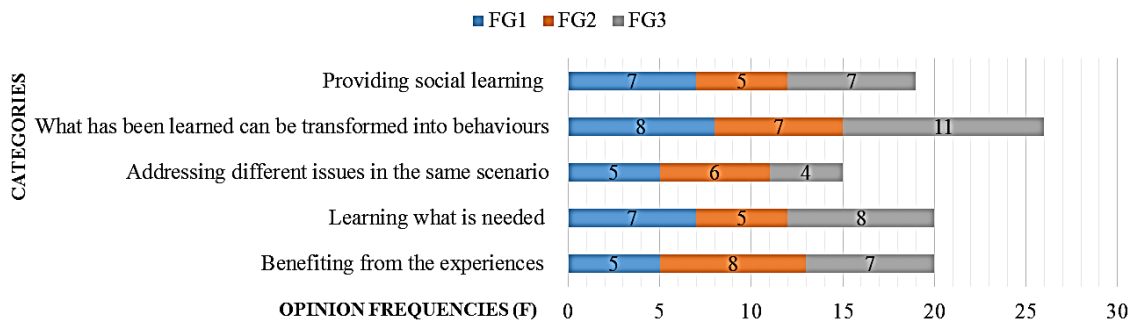 FG1 FG2 FG3
CATEGORIES
Providing social learning 7 5 7
What has been learned can be transformed into behaviours 8 7 11
Addressing different issues in the same scenario 5 6 4
Learning what is needed 7 5 8
Benefiting from the experiences 5 8 7
OPINION FREQUENCIES (F) 0 5 10 15 20 25 30